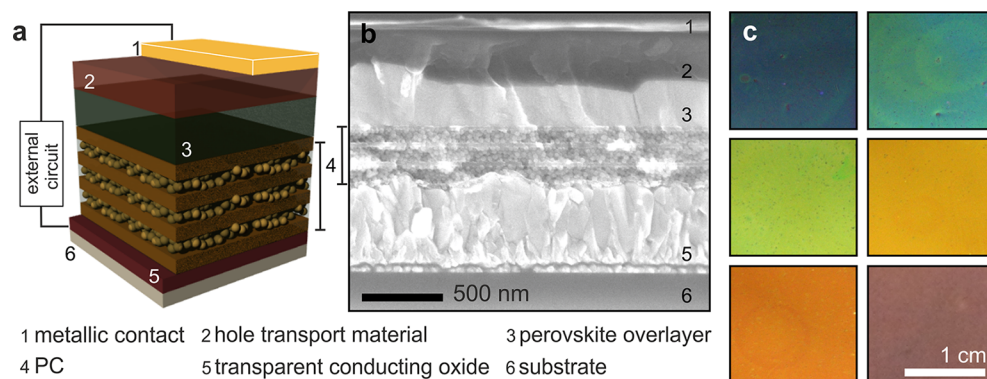 a
1
2
3
4
5
6
external circuit
b
1
2
3
5
6
500 nm
c
1 cm
1 metallic contact 2 hole transport material 3 perovskite overlayer
4 PC 5 transparent conducting oxide 6 substrate